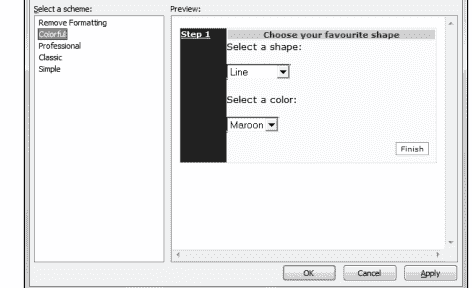 Select a scheme:
Remove Formatting
Colorful
Professional
Classic
Simple
Preview:
Step 1
Choose your favourite shape
Select a shape:
Line
Select a color:
Maroon
Finish
OK
Cancel
Apply